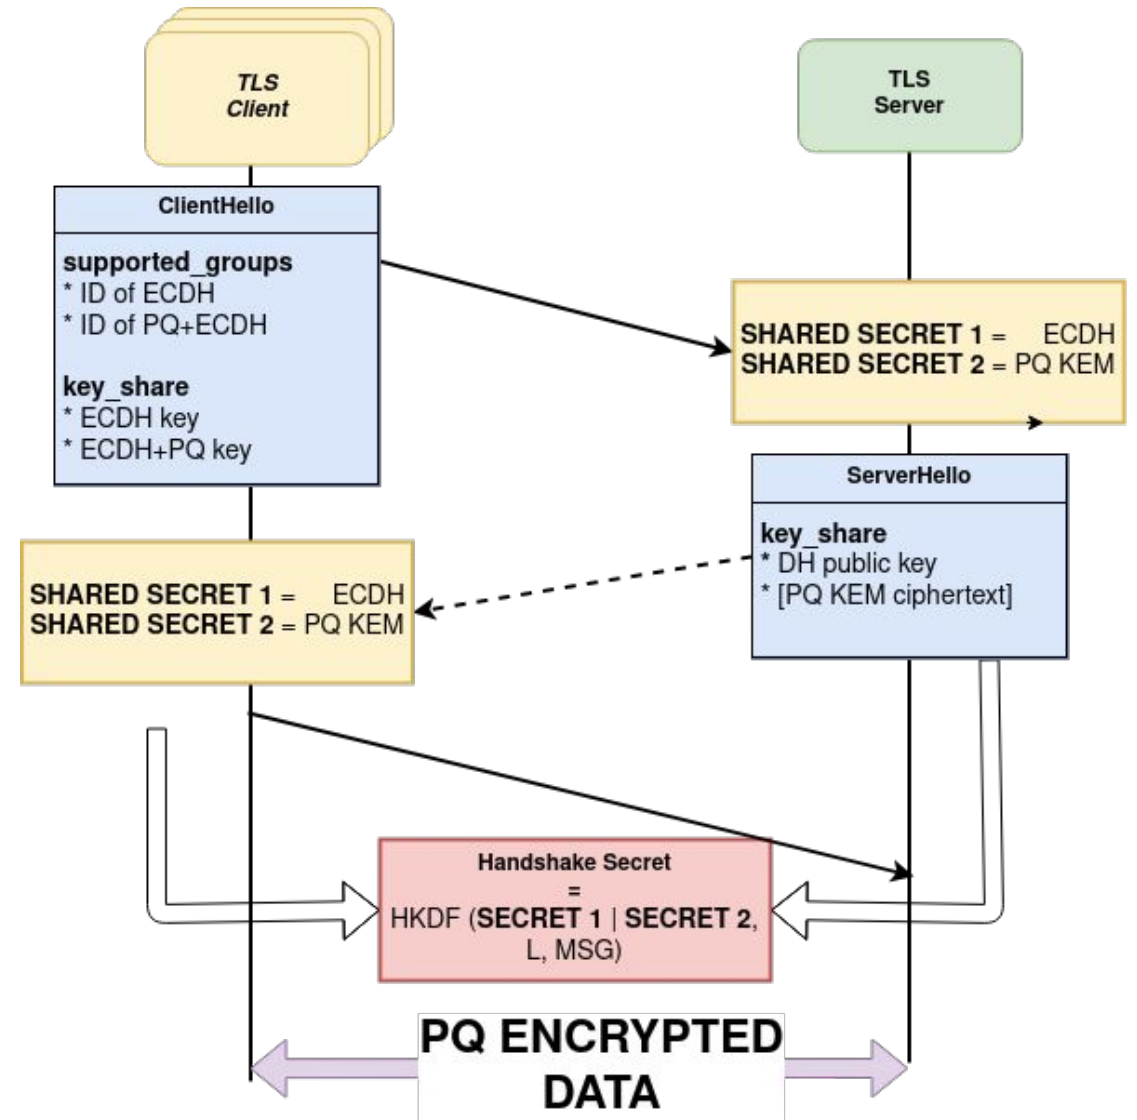 TLS
Client
TLS
Server
ClientHello
supported_groups
* ID of ECDH
* ID of PQ+ECDH
key_share
* ECDH key
* ECDH+PQ key
SHARED SECRET 1 = ECDH
SHARED SECRET 2 = PQ KEM
ServerHello
key_share
* DH public key
* [PQ KEM ciphertext]
SHARED SECRET 1 = ECDH
SHARED SECRET 2 = PQ KEM
Handshake Secret
=
HKDF (SECRET 1 | SECRET 2,
L, MSG)
PQ ENCRYPTED
DATA